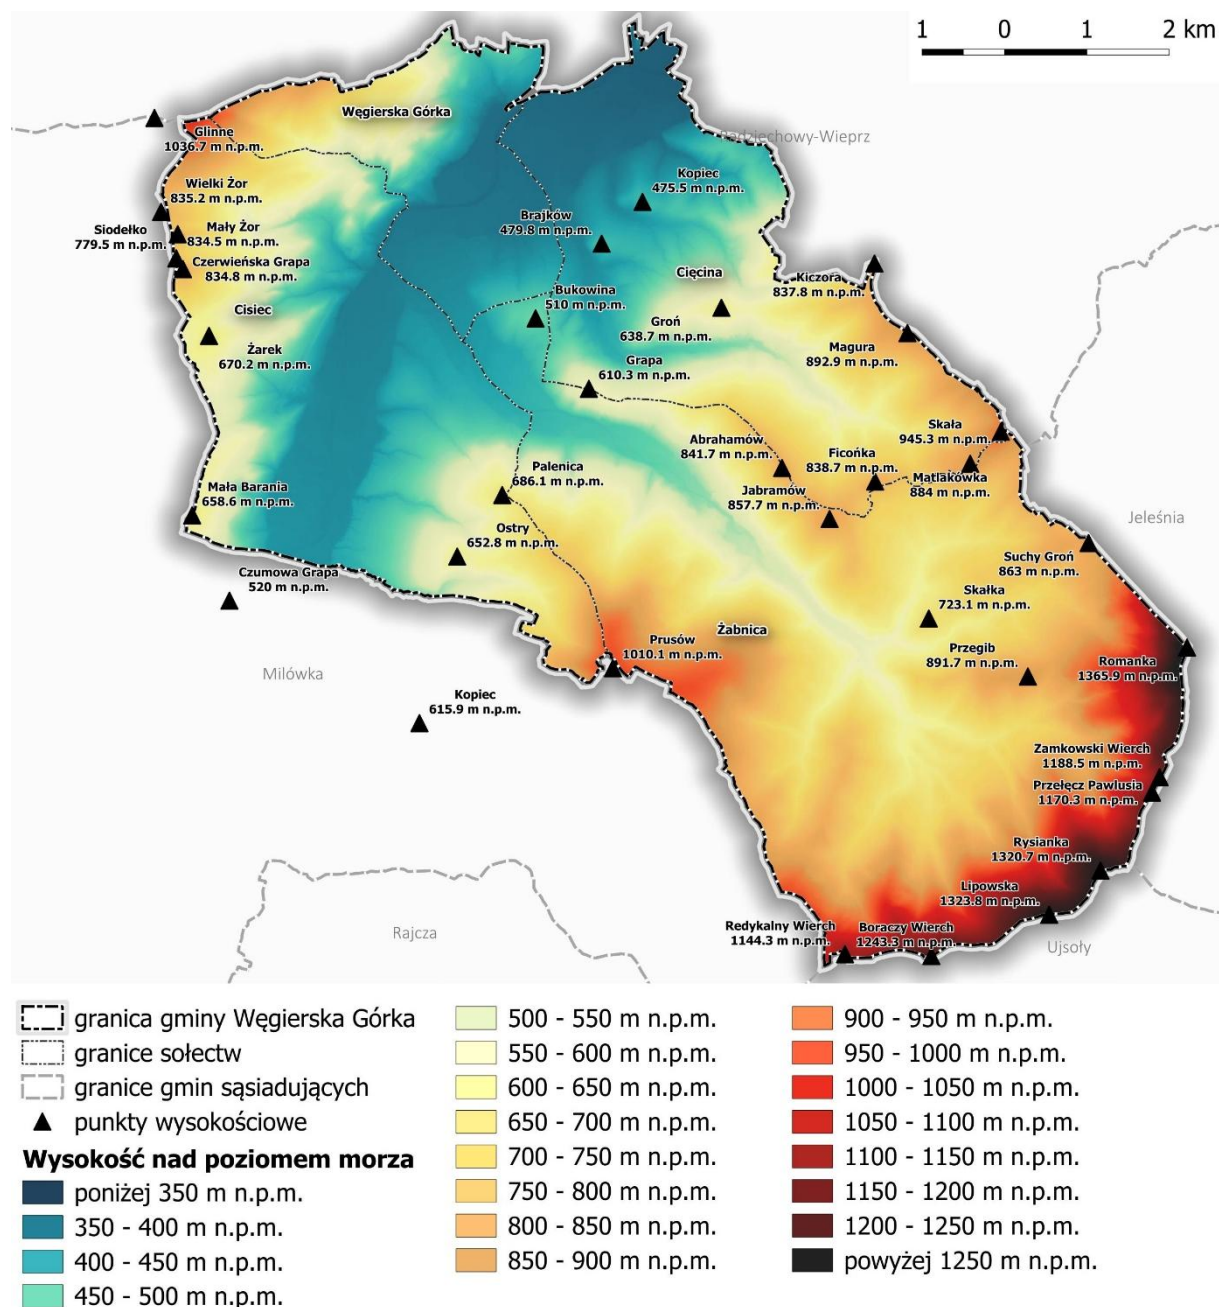 1 0 1 2 km
Węgierska Górka
Radziechowy-Wieprz
Glinne
1036.7 m n.p.m.
Kopiec
475.5 m n.p.m.
Wielki Żor
835.2 m n.p.m.
Brajków
479.8 m n.p.m.
Siodełko
779.5 m n.p.m.
Mały Żor
834.5 m n.p.m.
Czerwieńska Grapa
834.8 m n.p.m.
Cięcina
Kiczora
837.8 m n.p.m.
Bukowina
510 m n.p.m.
Cisiec
Groń
638.7 m n.p.m.
Żarek
670.2 m n.p.m.
Magura
892.9 m n.p.m.
Grapa
610.3 m n.p.m.
Skała
945.3 m n.p.m.
Abrahamów
841.7 m n.p.m.
Ficońka
838.7 m n.p.m.
Matlakówka
884 m n.p.m.
Palenica
686.1 m n.p.m.
Jabramów
857.7 m n.p.m.
Mała Barania
658.6 m n.p.m.
Jeleśnia
Ostry
652.8 m n.p.m.
Suchy Groń
863 m n.p.m.
Czumowa Grapa
520 m n.p.m.
Skałka
723.1 m n.p.m.
Żabnica
Prusów
1010.1 m n.p.m.
Przegib
891.7 m n.p.m.
Romanka
1365.9 m n.p.m.
Milówka
Kopiec
615.9 m n.p.m.
Zamkowski Wierch
1188.5 m n.p.m.
Przełęcz Pawlusia
1170.3 m n.p.m.
Rysianka
1320.7 m n.p.m.
Lipowska
1323.8 m n.p.m.
Redykalny Wierch
1144.3 m n.p.m.
Boraczy Wierch
1243.3 m n.p.m.
Rajcza
Ujsoły
granica gminy Węgierska Górka
granice sołectw
granice gmin sąsiadujących
punkty wysokościowe
Wysokość nad poziomem morza
poniżej 350 m n.p.m.
350 - 400 m n.p.m.
400 - 450 m n.p.m.
450 - 500 m n.p.m.
500 - 550 m n.p.m.
550 - 600 m n.p.m.
600 - 650 m n.p.m.
650 - 700 m n.p.m.
700 - 750 m n.p.m.
750 - 800 m n.p.m.
800 - 850 m n.p.m.
850 - 900 m n.p.m.
900 - 950 m n.p.m.
950 - 1000 m n.p.m.
1000 - 1050 m n.p.m.
1050 - 1100 m n.p.m.
1100 - 1150 m n.p.m.
1150 - 1200 m n.p.m.
1200 - 1250 m n.p.m.
powyżej 1250 m n.p.m.